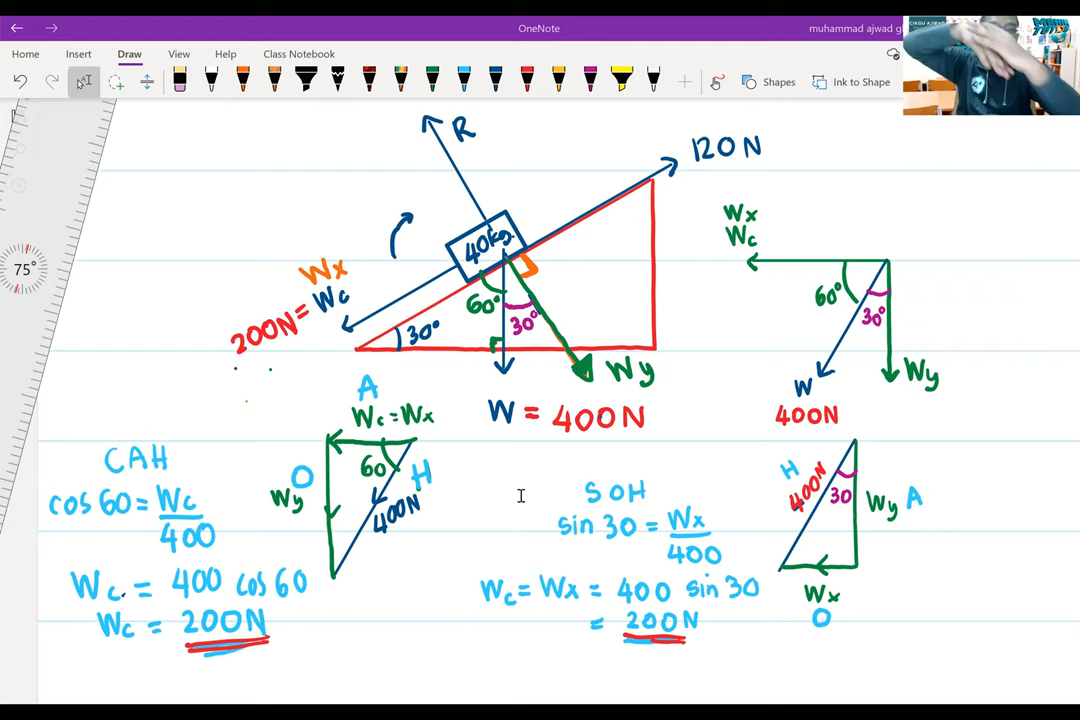 OneNote
muhammad ajwad
Home Insert Draw View Help Class Notebook
Shapes
Ink to Shape
75°
R
120N
40kg
Wx
Wc
200N=
30°
60°
30°
Wy
W = 400N
Wx
Wc
60°
30°
W
400N
Wy
A
Wc=Wx
60
H
O
Wy
400N
CAH
cos 60 = Wc
400
Wc = 400 cos 60
Wc = 200N
SOH
sin 30 = Wx
400
Wc = Wx = 400 sin 30
= 200N
H
400N
30
Wy A
Wx
O